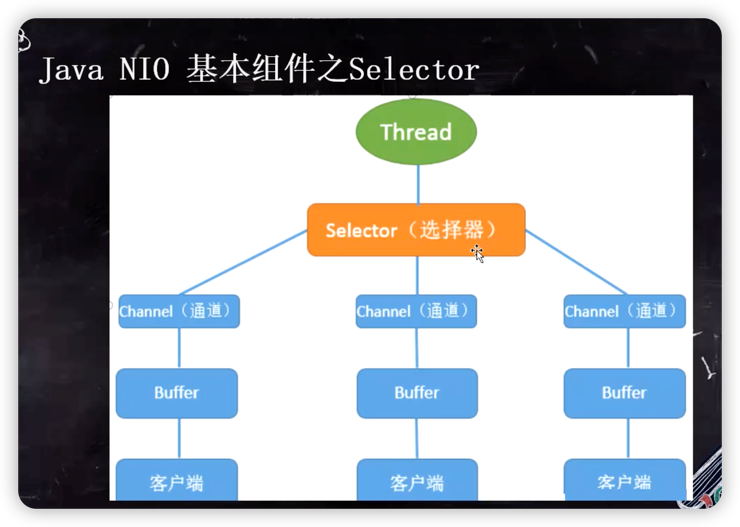 Java NIO 基本组件之Selector
Thread
Selector（选择器）
Channel（通道）
Channel（通道）
Channel（通道）
Buffer
Buffer
Buffer
客户端
客户端
客户端